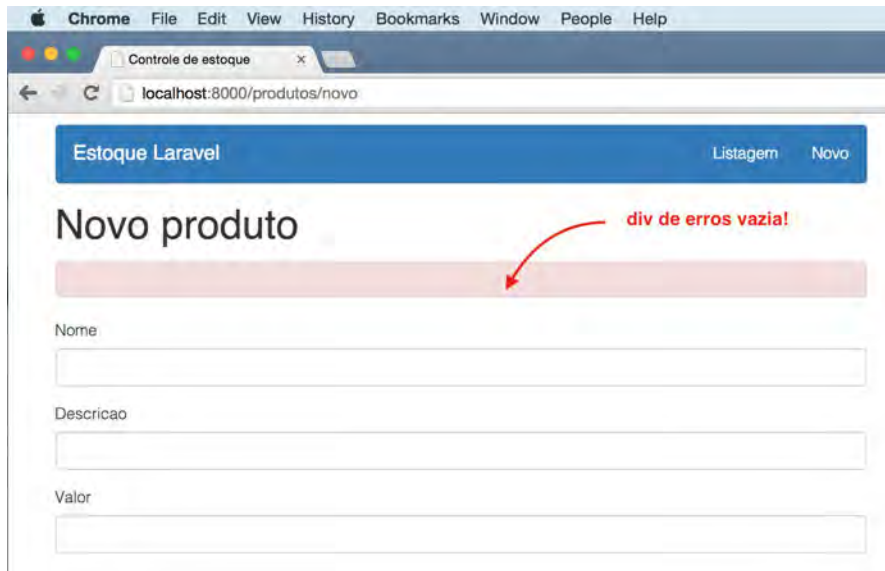 Chrome File Edit View History Bookmarks Window People Help
Controle de estoque ×
localhost:8000/produtos/novo
Estoque Laravel Listagem Novo
Novo produto
div de erros vazia!
Nome
Descricao
Valor